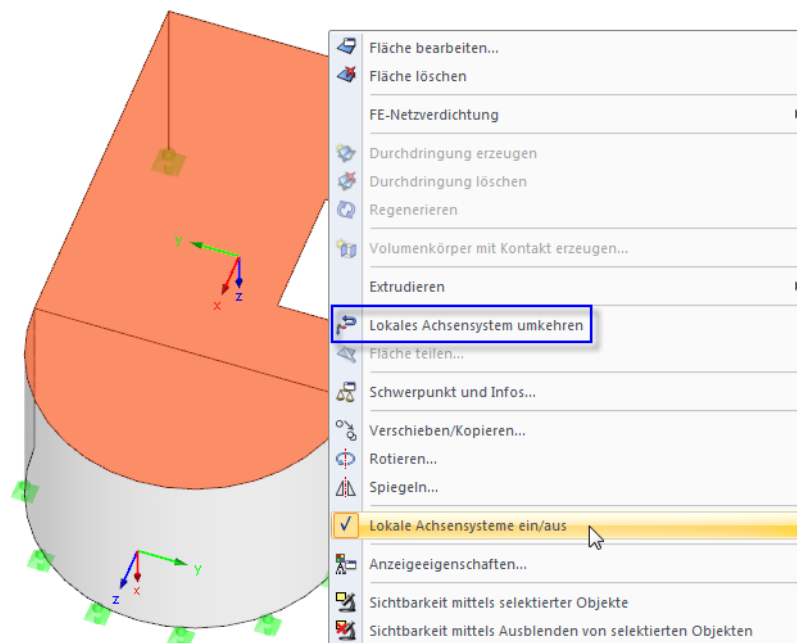 Fläche bearbeiten...
Fläche löschen
FE-Netzverdichtung
Durchdringung erzeugen
Durchdringung löschen
Regenerieren
Volumenkörper mit Kontakt erzeugen...
Extrudieren
Lokales Achsensystem umkehren
Fläche teilen...
Schwerpunkt und Infos...
Verschieben/Kopieren...
Rotieren...
Spiegeln...
Lokale Achsensysteme ein/aus
Anzeigeeigenschaften...
Sichtbarkeit mittels selektierter Objekte
Sichtbarkeit mittels Ausblenden von selektierten Objekten
y
x
z
y
z
x